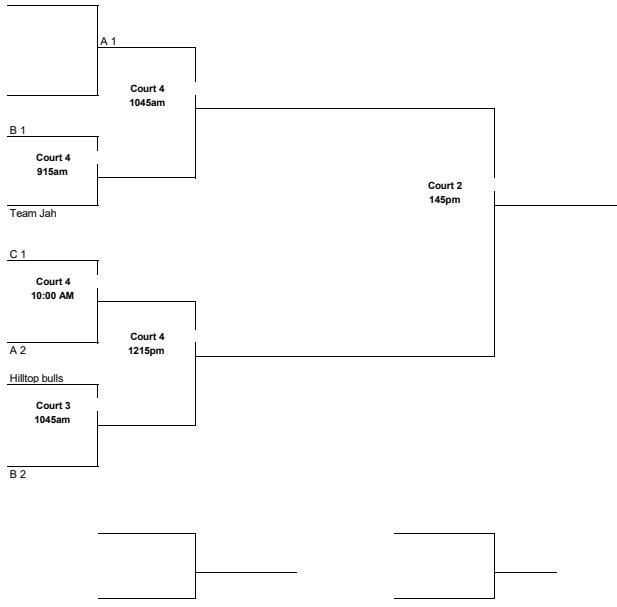 A 1
Court 4
1045am
B 1
Court 4
915am
Team Jah
Court 2
145pm
C 1
Court 4
10:00 AM
A 2
Court 4
1215pm
Hilltop bulls
Court 3
1045am
B 2